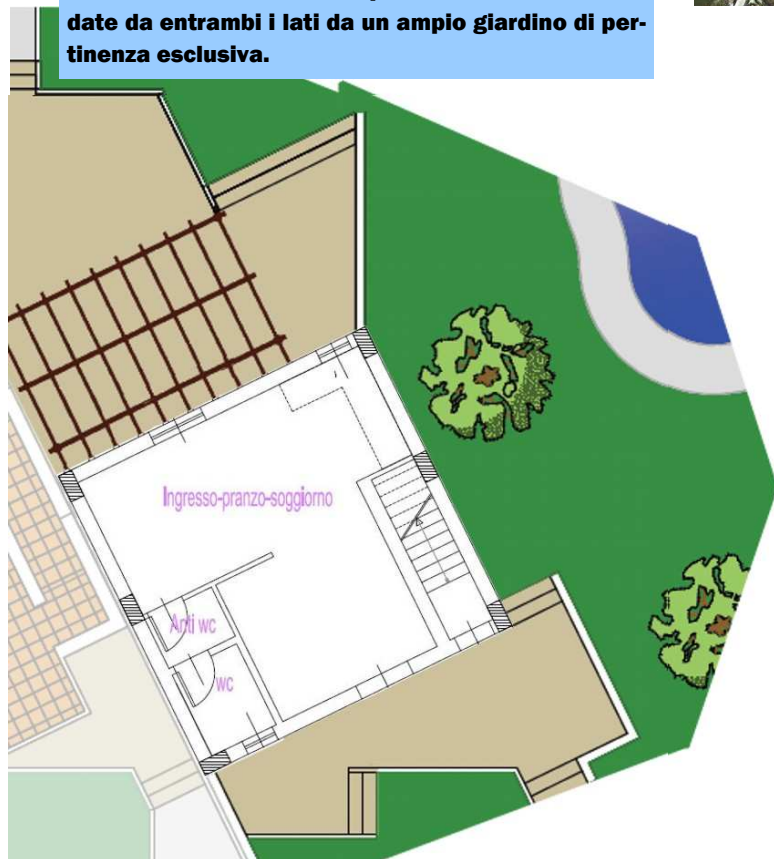 date da entrambi i lati da un ampio giardino di per-
tinenza esclusiva.
Ingresso-pranzo-soggiorno
Anti wc
wc